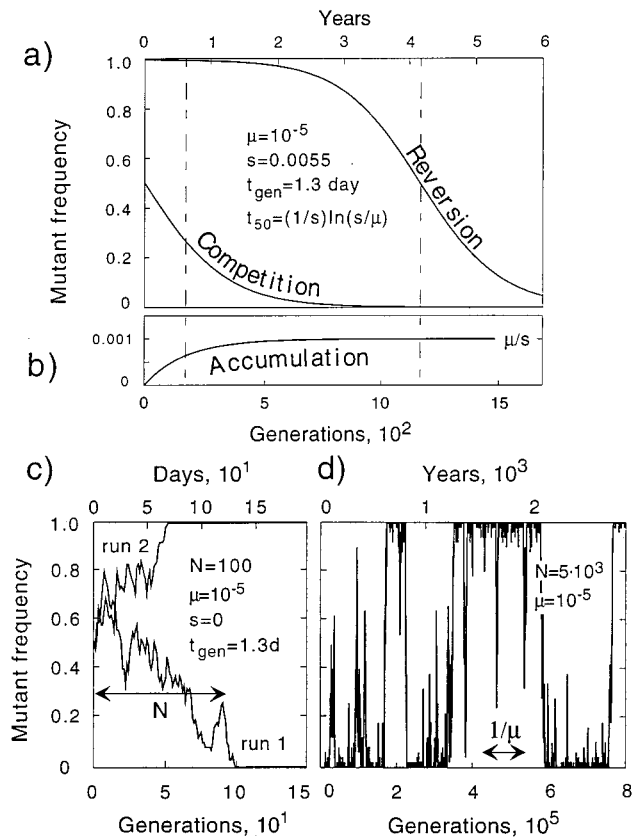 Years
0 1 2 3 4 5 6
a)
Mutant frequency
1.0
0.8
0.6
0.4
0.2
0
μ=10⁻⁵
s=0.0055
t_gen=1.3 day
t₅₀=(1/s)ln(s/μ)
Competition
Reversion
b)
0.001
0
Accumulation
μ/s
0 5 10 15
Generations, 10²
c)
Days, 10¹
0 5 10 15
Mutant frequency
1.0
0.8
0.6
0.4
0.2
0
run 2
N=100
μ=10⁻⁵
s=0
t_gen=1.3d
N
run 1
0 5 10 15
Generations, 10¹
d)
Years, 10³
0 1 2
N=5·10³
μ=10⁻⁵
1/μ
0 2 4 6 8
Generations, 10⁵